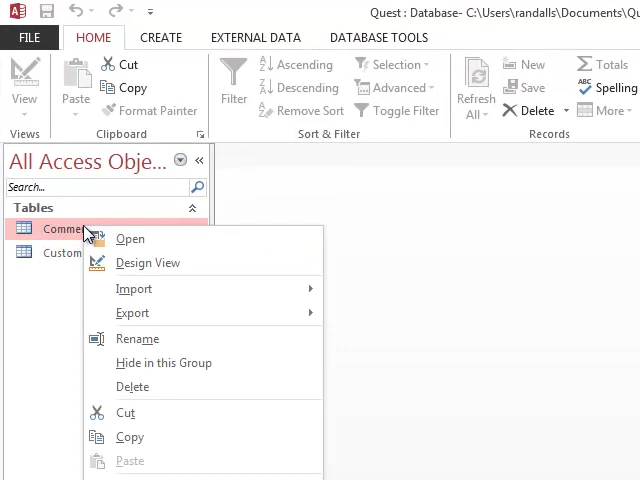 Quest : Database- C:\Users\randalls\Documents\Qu
FILE HOME CREATE EXTERNAL DATA DATABASE TOOLS
View
Views
Paste
Cut
Copy
Format Painter
Clipboard
Filter
Ascending
Descending
Remove Sort
Selection
Advanced
Toggle Filter
Sort & Filter
Refresh
All
New
Save
Delete
Totals
Spelling
More
Records
All Access Obje...
Search...
Tables
Comme
Custom
Open
Design View
Import
Export
Rename
Hide in this Group
Delete
Cut
Copy
Paste